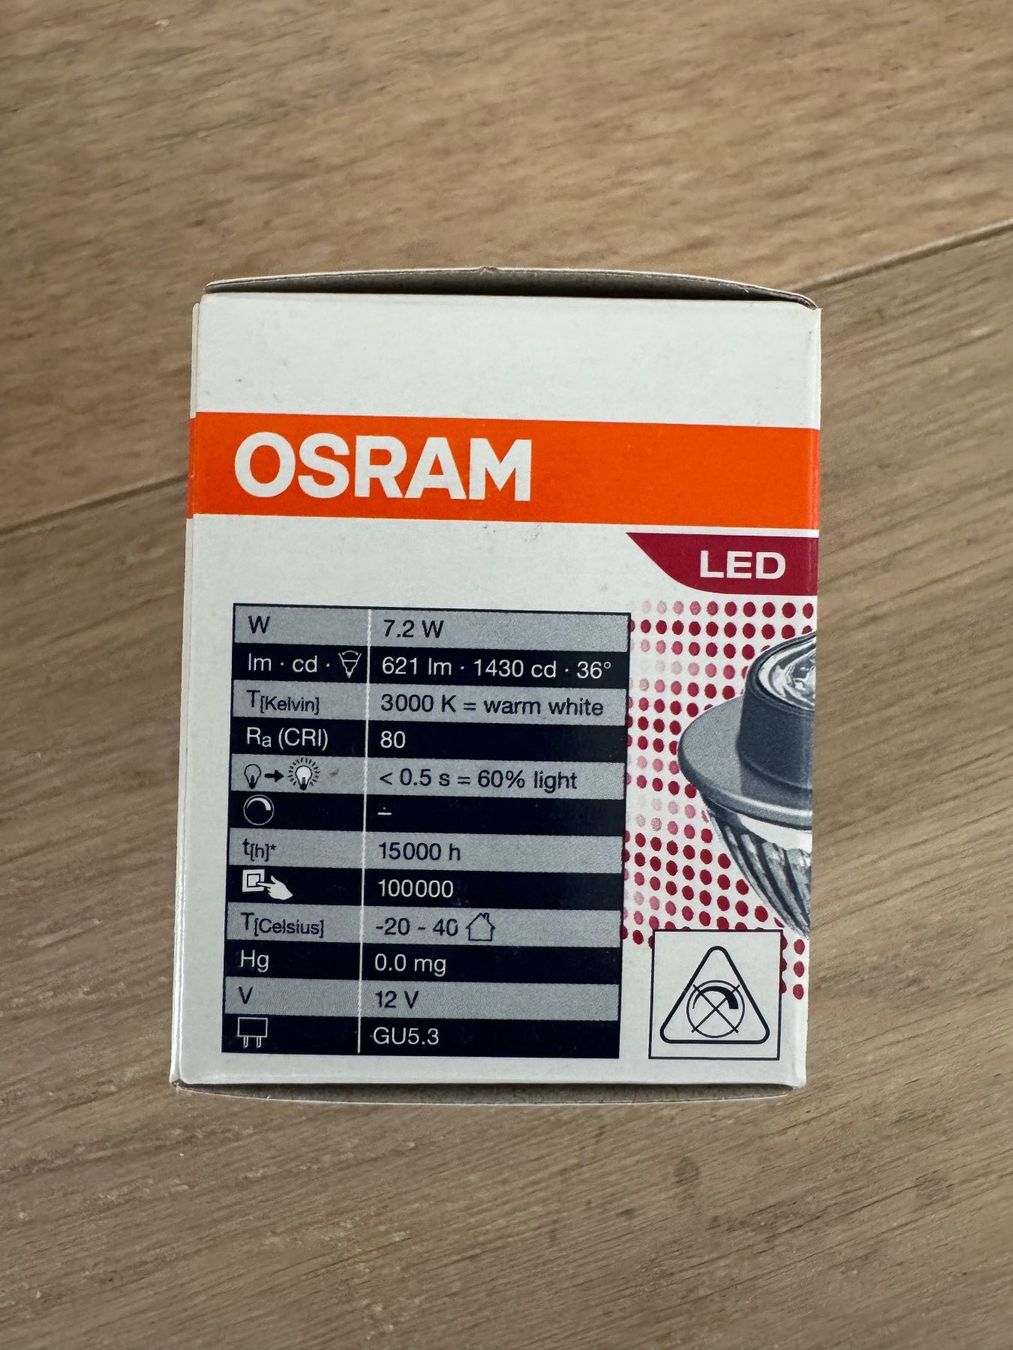 OSRAM
LED
W 7.2 W
lm · cd · 621 lm · 1430 cd · 36°
T[Kelvin] 3000 K = warm white
Ra (CRI) 80
< 0.5 s = 60% light
–
t[h]* 15000 h
100000
T[Celsius] -20 - 40
Hg 0.0 mg
V 12 V
GU5.3